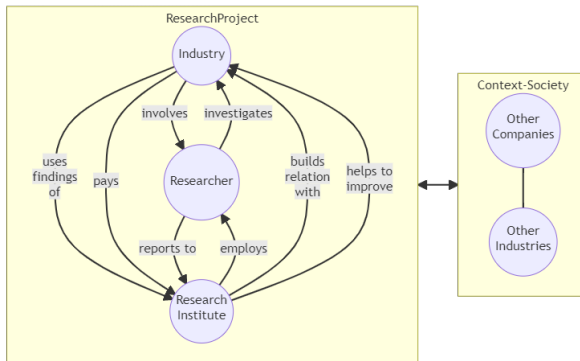 ResearchProject
Industry
involves
investigates
uses
findings
of
pays
Researcher
builds
relation
with
helps to
improve
reports to
employs
Research
Institute
Context-Society
Other
Companies
Other
Industries